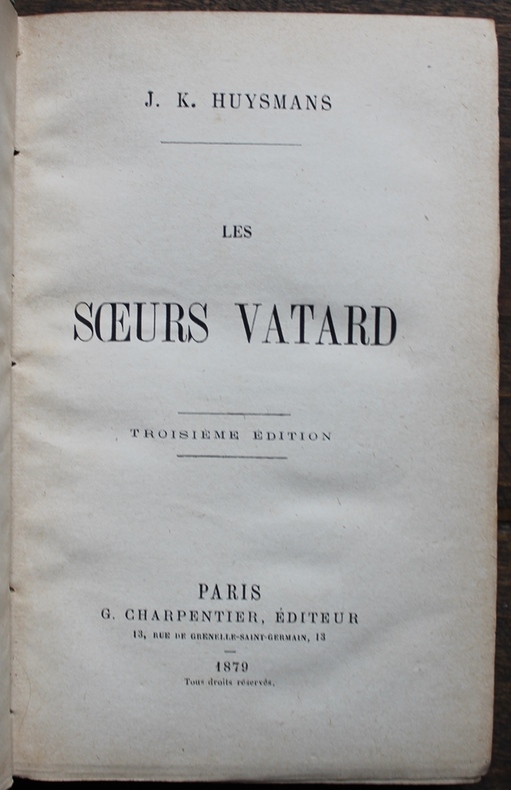 J. K. HUYSMANS
LES
SŒURS VATARD
TROISIÈME ÉDITION
PARIS
G. CHARPENTIER, ÉDITEUR
13, RUE DE GRENELLE-SAINT-GERMAIN, 13
1879
Tous droits réservés.